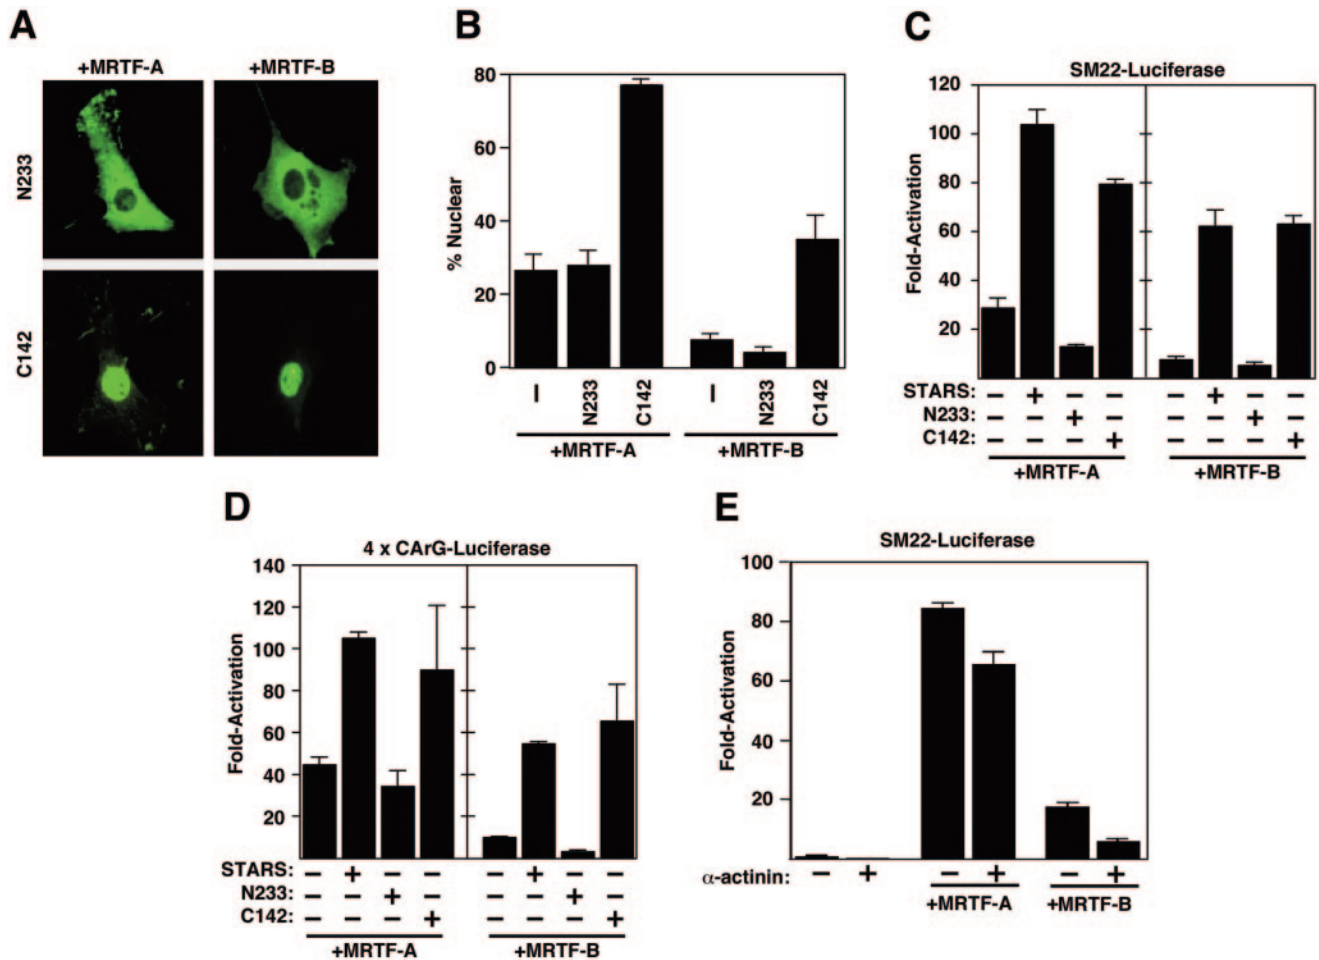 A
+MRTF-A +MRTF-B
N233
C142
B
80
60
40
20
0
% Nuclear
– N233 C142 – N233 C142
+MRTF-A +MRTF-B
C
SM22-Luciferase
120
100
80
60
40
20
Fold-Activation
STARS: – + – – – + – –
N233: – – + – – – + –
C142: – – – + – – – +
+MRTF-A +MRTF-B
D
4 x CArG-Luciferase
140
120
100
80
60
40
20
Fold-Activation
STARS: – + – – – + – –
N233: – – + – – – + –
C142: – – – + – – – +
+MRTF-A +MRTF-B
E
SM22-Luciferase
100
80
60
40
20
Fold-Activation
α-actinin: – + – + – +
+MRTF-A +MRTF-B